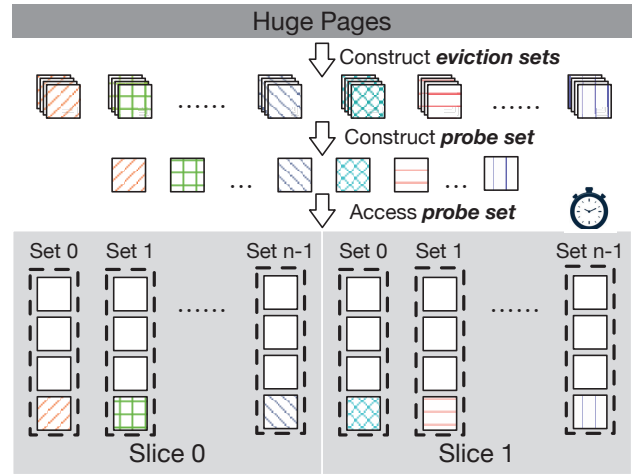 Huge Pages
Construct eviction sets
......
......
Construct probe set
...
...
Access probe set
Set 0 Set 1 Set n-1 Set 0 Set 1 Set n-1
......
......
Slice 0 Slice 1